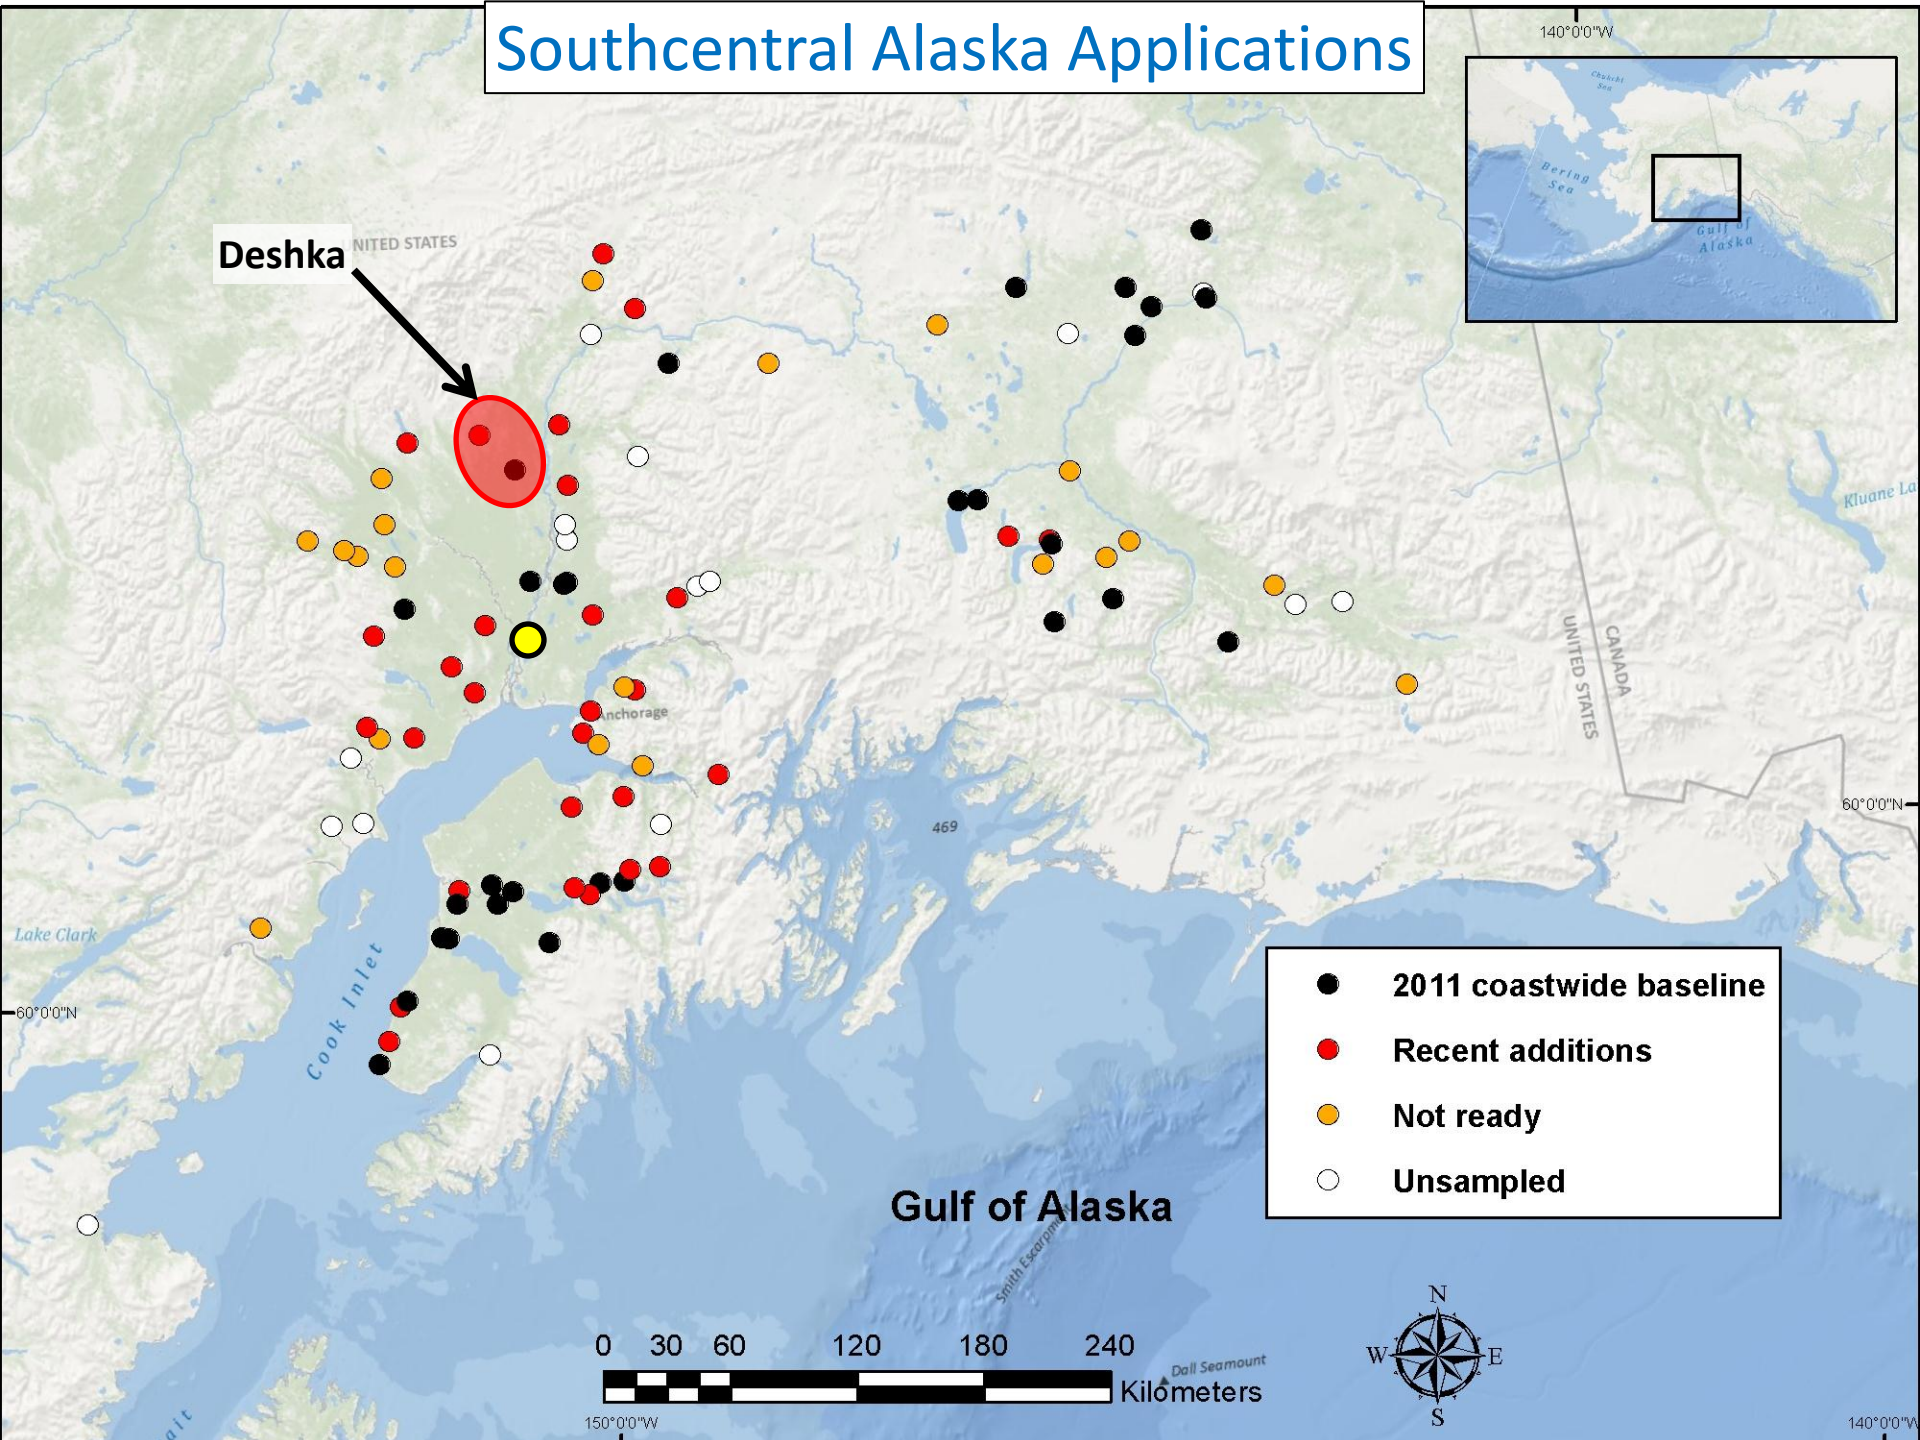 Southcentral Alaska Applications
140°0'0"W
Chukchi
Sea
Bering
Sea
Gulf of
Alaska
Deshka
NITED STATES
Kluane La
CANADA
UNITED STATES
Anchorage
60°0'0"N
469
Lake Clark
Cook Inlet
60°0'0"N
2011 coastwide baseline
Recent additions
Not ready
Unsampled
Gulf of Alaska
Smith Escarpment
N
W
E
S
0 30 60 120 180 240
Kilometers
Dall Seamount
ait
150°0'0"W
140°0'0"W